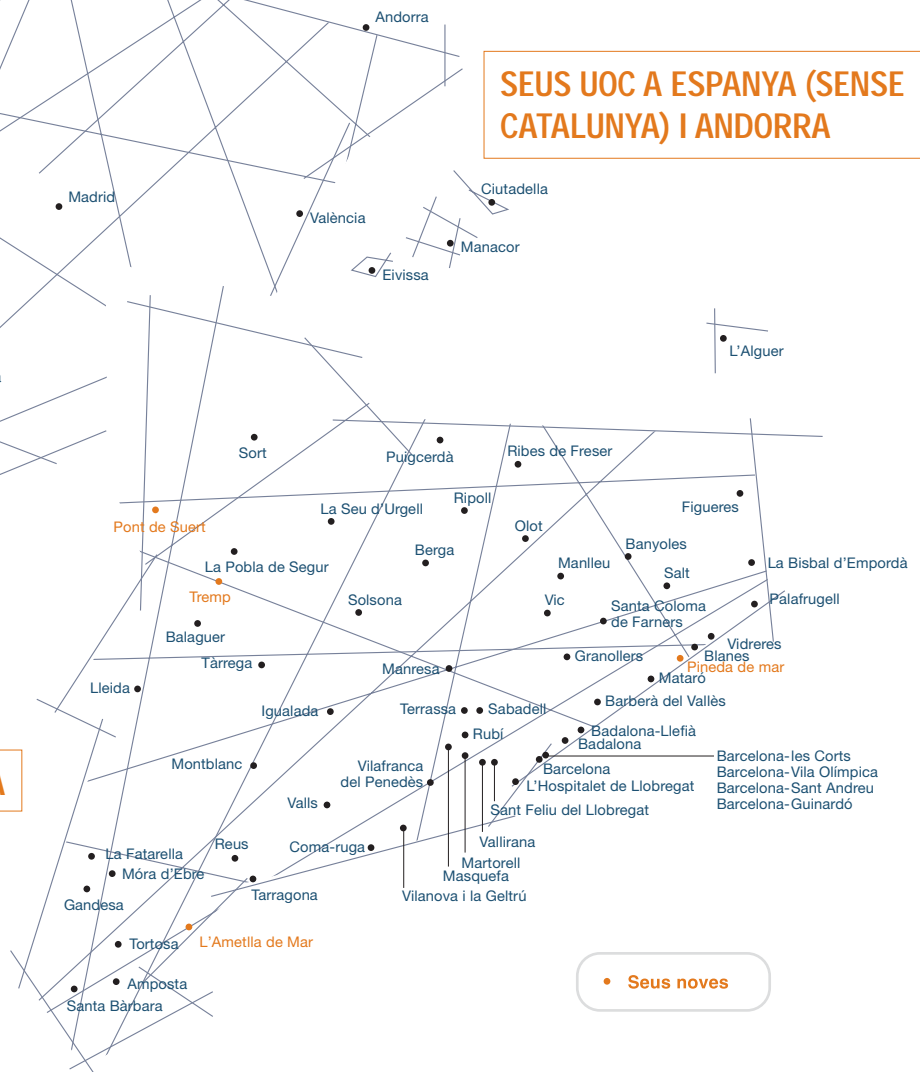 Andorra
SEUS UOC A ESPANYA (SENSE
CATALUNYA) I ANDORRA
Madrid
València
Ciutadella
Manacor
Eivissa
L'Alguer
Sort
Puigcerdà
Ribes de Freser
Figueres
Pont de Suert
La Seu d'Urgell
Ripoll
Olot
Berga
Banyoles
La Pobla de Segur
Manlleu
Salt
La Bisbal d'Empordà
Tremp
Solsona
Vic
Santa Coloma
de Farners
Palafrugell
Balaguer
Vidreres
Blanes
Tàrrega
Manresa
Granollers
Pineda de mar
Mataró
Lleida
Igualada
Terrassa
Sabadell
Barberà del Vallès
Rubí
Badalona-Llefià
Badalona
Montblanc
Vilafranca
del Penedès
Barcelona
Barcelona-les Corts
Barcelona-Vila Olímpica
Barcelona-Sant Andreu
Barcelona-Guinardó
L'Hospitalet de Llobregat
A
Valls
Sant Feliu del Llobregat
Vallirana
Reus
Coma-ruga
La Fatarella
Martorell
Móra d'Ebre
Masquefa
Gandesa
Tarragona
Vilanova i la Geltrú
L'Ametlla de Mar
Tortosa
Amposta
Seus noves
Santa Bàrbara